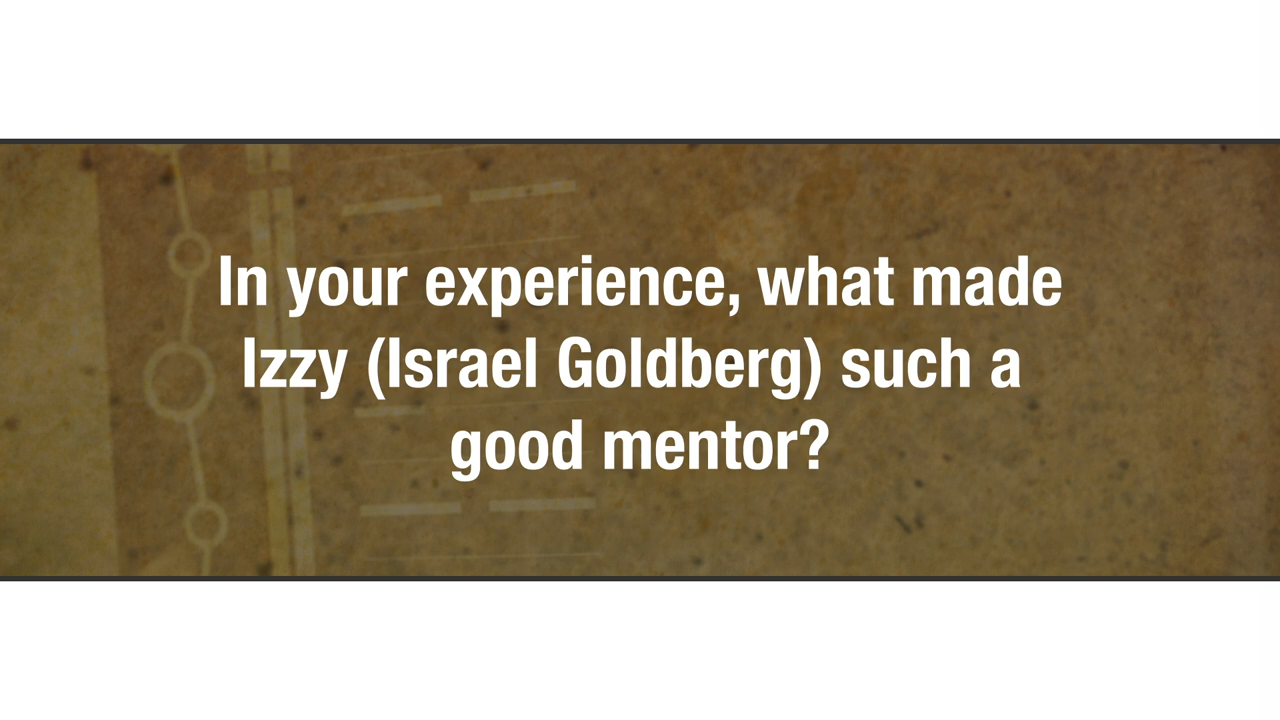 In your experience, what made
Izzy (Israel Goldberg) such a
good mentor?